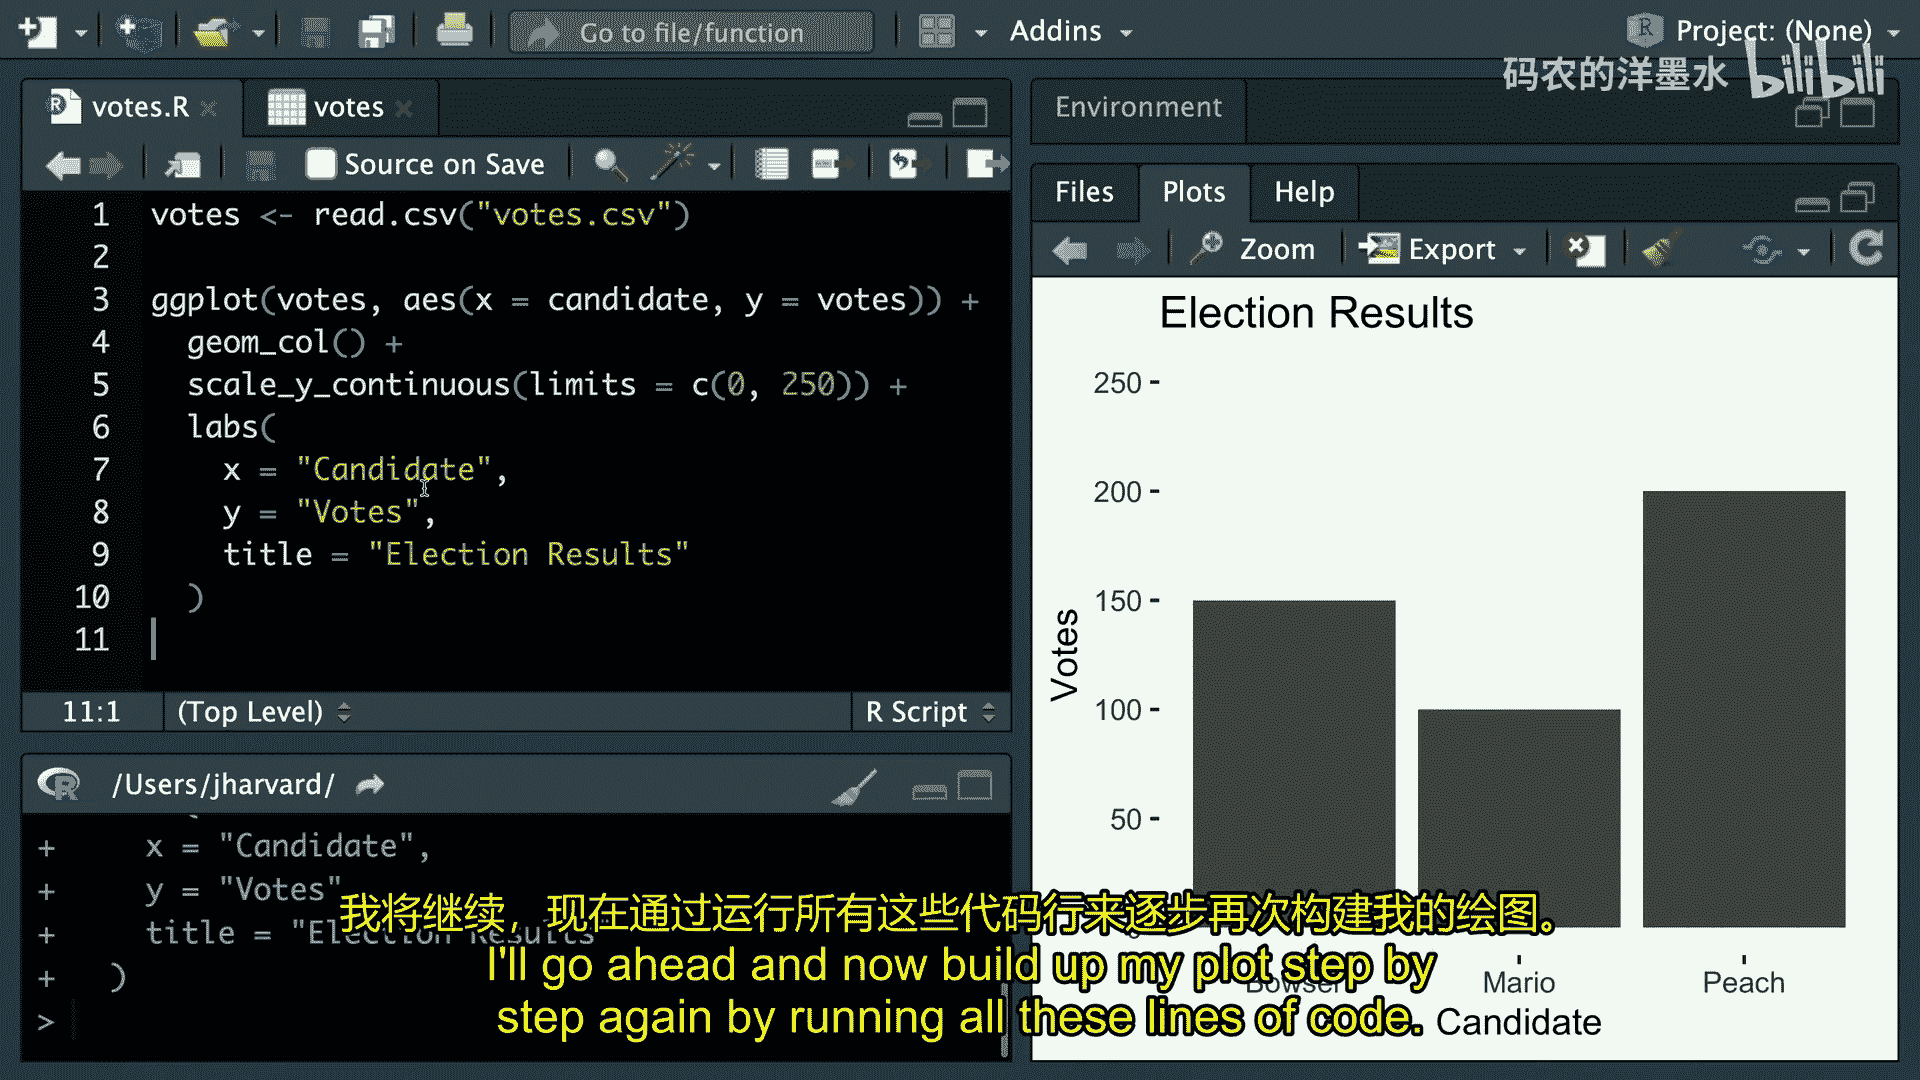 Go to file/function
Addins
Project: (None)
码农的洋墨水 bilibili
votes.R
votes
Source on Save
1 votes <- read.csv("votes.csv")
2
3 ggplot(votes, aes(x = candidate, y = votes)) +
4 geom_col() +
5 scale_y_continuous(limits = c(0, 250)) +
6 labs(
7 x = "Candidate",
8 y = "Votes",
9 title = "Election Results"
10 )
11
11:1 (Top Level) R Script
/Users/jharvard/
+ x = "Candidate",
+ y = "Votes",
+ title = "Election Results"
+ )
>
Environment
Files Plots Help
Zoom Export
Election Results
250
200
150
100
50
Votes
Bowser Mario Peach
Candidate
我将继续，现在通过运行所有这些代码行来逐步再次构建我的绘图。
I'll go ahead and now build up my plot step by
step again by running all these lines of code.